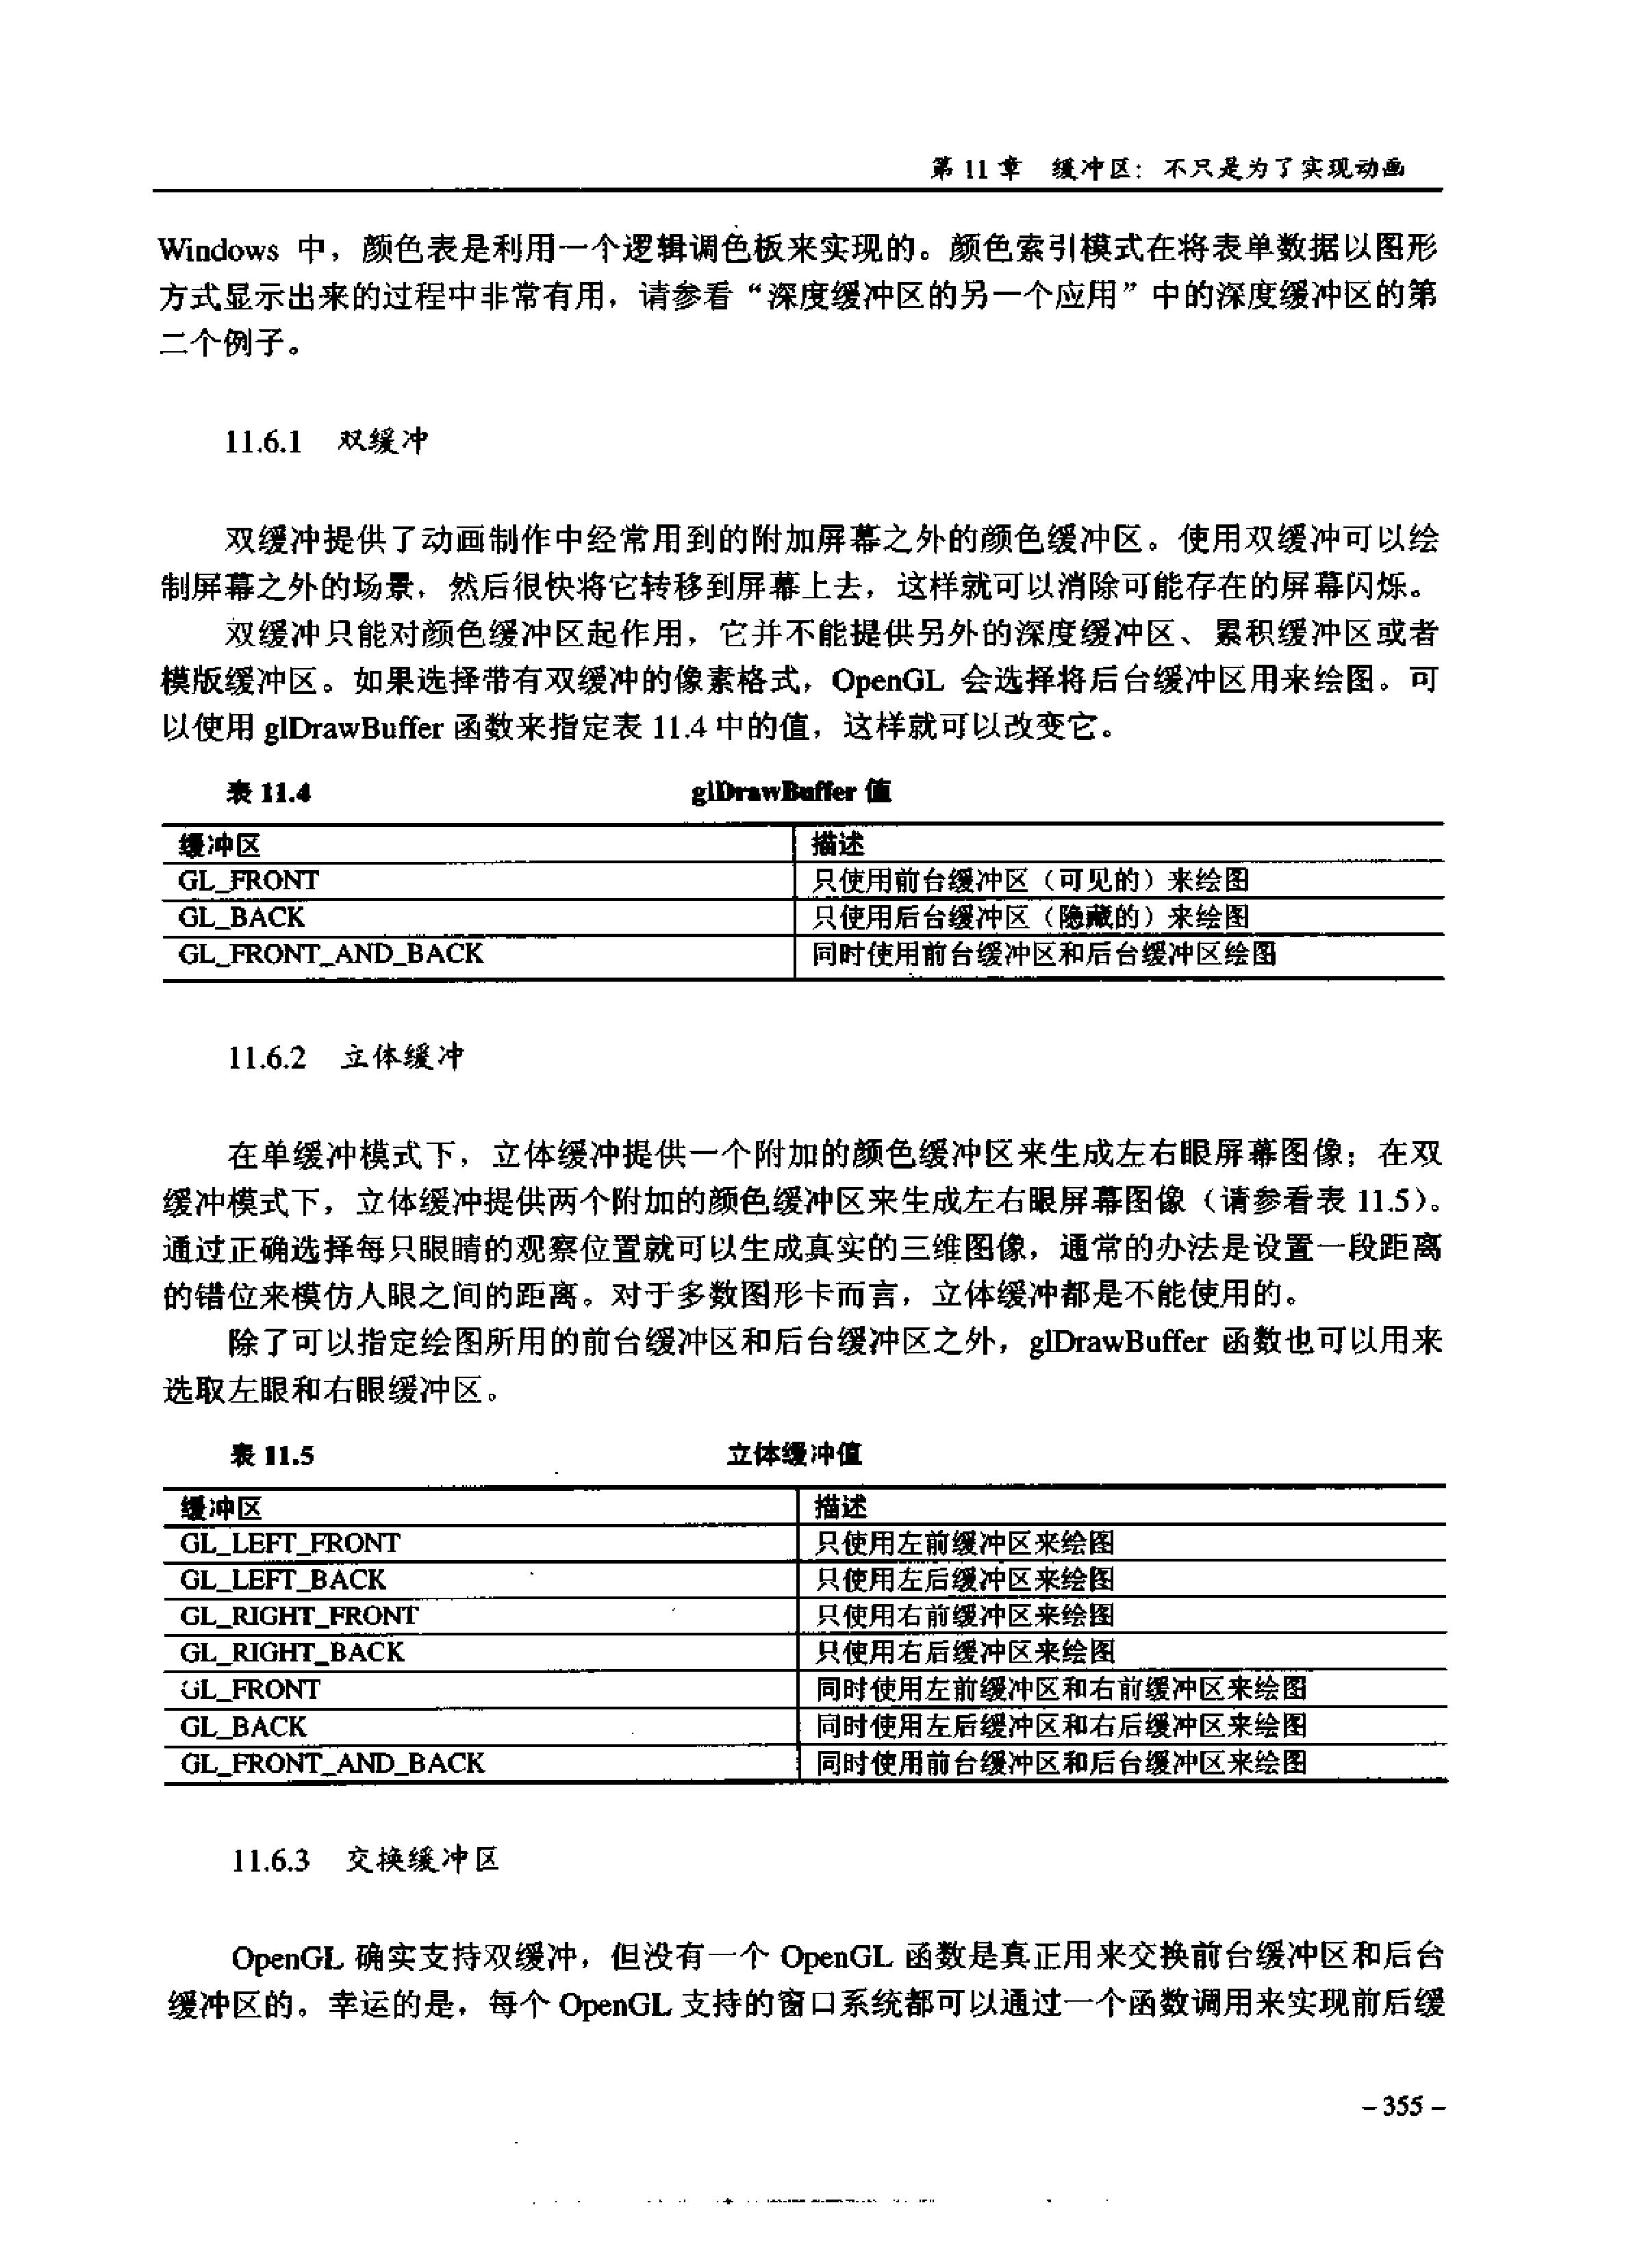 第 11 章　缓冲区：不只是为了实现动画
Windows 中，颜色表是利用一个逻辑调色板来实现的。颜色索引模式在将表单数据以图形
方式显示出来的过程中非常有用，请参看“深度缓冲区的另一个应用”中的深度缓冲区的第
二个例子。
11.6.1　双缓冲
双缓冲提供了动画制作中经常用到的附加屏幕之外的颜色缓冲区。使用双缓冲可以绘
制屏幕之外的场景，然后很快将它转移到屏幕上去，这样就可以消除可能存在的屏幕闪烁。
双缓冲只能对颜色缓冲区起作用，它并不能提供另外的深度缓冲区、累积缓冲区或者
模版缓冲区。如果选择带有双缓冲的像素格式，OpenGL 会选择将后台缓冲区用来绘图。可
以使用 glDrawBuffer 函数来指定表 11.4 中的值，这样就可以改变它。
表 11.4　glDrawBuffer 值
缓冲区　描述
GL_FRONT　只使用前台缓冲区（可见的）来绘图
GL_BACK　只使用后台缓冲区（隐藏的）来绘图
GL_FRONT_AND_BACK　同时使用前台缓冲区和后台缓冲区绘图
11.6.2　立体缓冲
在单缓冲模式下，立体缓冲提供一个附加的颜色缓冲区来生成左右眼屏幕图像；在双
缓冲模式下，立体缓冲提供两个附加的颜色缓冲区来生成左右眼屏幕图像（请参看表 11.5）。
通过正确选择每只眼睛的观察位置就可以生成真实的三维图像，通常的办法是设置一段距离
的错位来模仿人眼之间的距离。对于多数图形卡而言，立体缓冲都是不能使用的。
除了可以指定绘图所用的前台缓冲区和后台缓冲区之外，glDrawBuffer 函数也可以用来
选取左眼和右眼缓冲区。
表 11.5　立体缓冲值
缓冲区　描述
GL_LEFT_FRONT　只使用左前缓冲区来绘图
GL_LEFT_BACK　只使用左后缓冲区来绘图
GL_RIGHT_FRONT　只使用右前缓冲区来绘图
GL_RIGHT_BACK　只使用右后缓冲区来绘图
GL_FRONT　同时使用左前缓冲区和右前缓冲区来绘图
GL_BACK　同时使用左后缓冲区和右后缓冲区来绘图
GL_FRONT_AND_BACK　同时使用前台缓冲区和后台缓冲区来绘图
11.6.3　交换缓冲区
OpenGL 确实支持双缓冲，但没有一个 OpenGL 函数是真正用来交换前台缓冲区和后台
缓冲区的。幸运的是，每个 OpenGL 支持的窗口系统都可以通过一个函数调用来实现前后缓
– 355 –